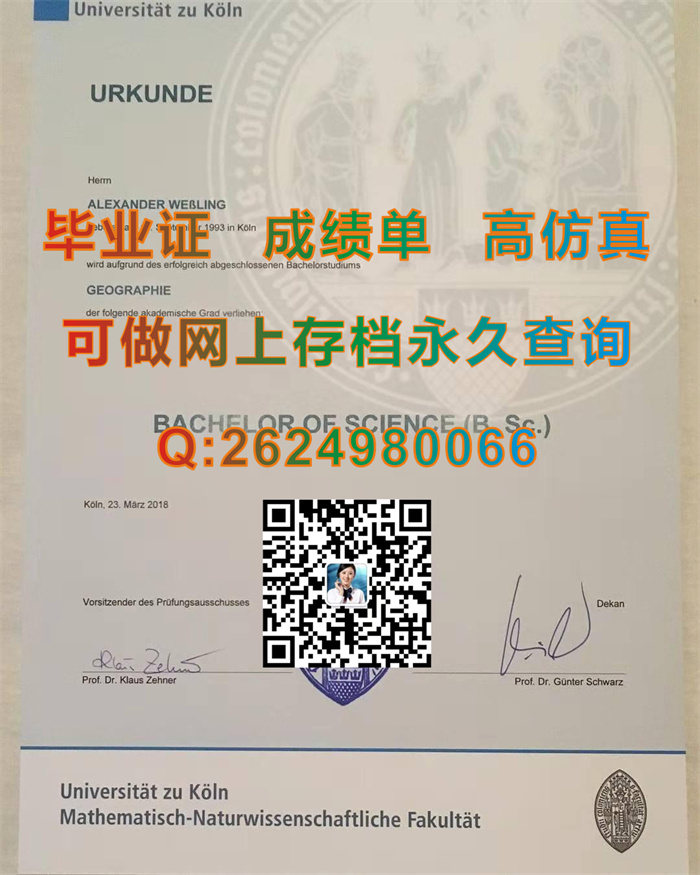 Universität zu Köln
URKUNDE
Herrn
ALEXANDER WEßLING
毕业证 成绩单 高仿真
1993 in Köln
wird aufgrund des erfolgreich abgeschlossenen Bachelorstudiums
GEOGRAPHIE
der folgende akademische Grad verliehen:
可做网上存档永久查询
BACHELOR OF SCIENCE (B. Sc.)
Q:2624980066
Köln, 23. März 2018
Vorsitzender des Prüfungsausschusses
Dekan
Klaus Zehner
Prof. Dr. Klaus Zehner
Prof. Dr. Günter Schwarz
Universität zu Köln
Mathematisch-Naturwissenschaftliche Fakultät